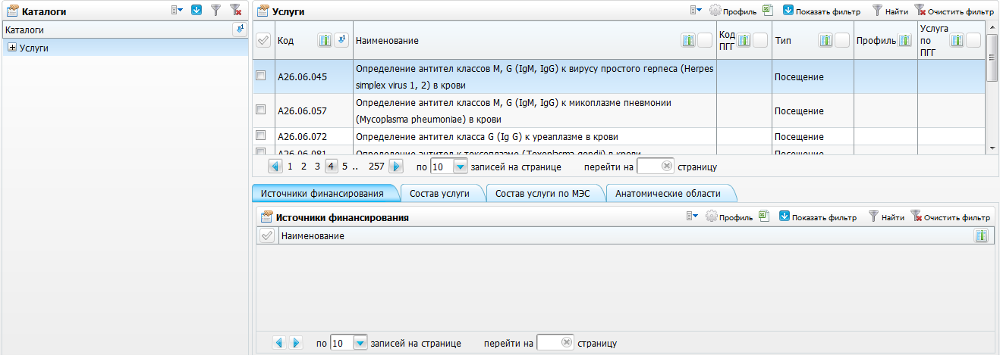 Каталоги
Каталоги
Услуги
Услуги
Профиль Показать фильтр Найти Очистить фильтр
Код Наименование Код ПГГ Тип Профиль Услуга по ПГГ
A26.06.045 Определение антител классов M, G (IgM, IgG) к вирусу простого герпеса (Herpes
simplex virus 1, 2) в крови Посещение
A26.06.057 Определение антител классов M, G (IgM, IgG) к микоплазме пневмонии
(Mycoplasma pheumoniae) в крови Посещение
A26.06.072 Определение антител класса G (Ig G) к уреаплазме в крови Посещение
A26.06.081 Определение антител к токсоплазме (Toxoplasma gondii) в крови Посещение
1 2 3 4 5 .. 257 по 10 записей на странице перейти на страницу
Источники финансирования Состав услуги Состав услуги по МЭС Анатомические области
Источники финансирования Профиль Показать фильтр Найти Очистить фильтр
Наименование
по 10 записей на странице перейти на страницу